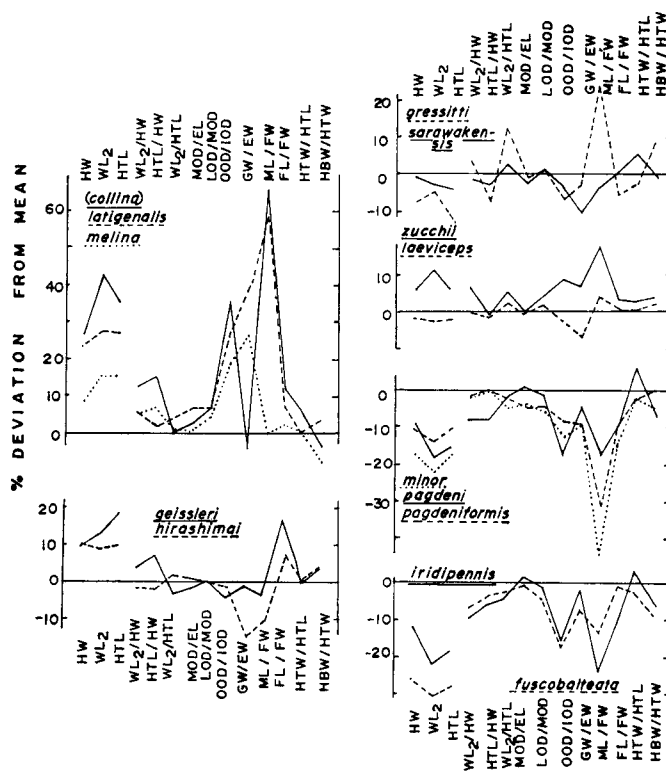 % DEVIATION FROM MEAN
HW
WL2
HTL
WL2/HW
HTL/HW
WL2/HTL
MOD/EL
LOD/MOD
OOD/IOD
GW/EW
ML/FW
FL/FW
HTW/HTL
HBW/HTW
(collina)
latigenalis
melina
60
40
20
10
0
geissleri
hirashimai
20
10
0
-10
HW
WL2
HTL
WL2/HW
HTL/HW
WL2/HTL
MOD/EL
LOD/MOD
OOD/IOD
GW/EW
ML/FW
FL/FW
HTW/HTL
HBW/HTW
HW
WL2
HTL
WL2/HW
HTL/HW
WL2/HTL
MOD/EL
LOD/MOD
OOD/IOD
GW/EW
ML/FW
FL/FW
HTW/HTL
HBW/HTW
gressitti
sarawaken-
sis
20
10
0
-10
zucchii
laeviceps
10
0
0
-10
-20
-30
minor
pagdeni
pagdeniformis
iridipennis
0
-10
-20
fuscobalteata
HW
WL2
HTL
WL2/HW
HTL/HW
WL2/HTL
MOD/EL
LOD/MOD
OOD/IOD
GW/EW
ML/FW
FL/FW
HTW/HTL
HBW/HTW